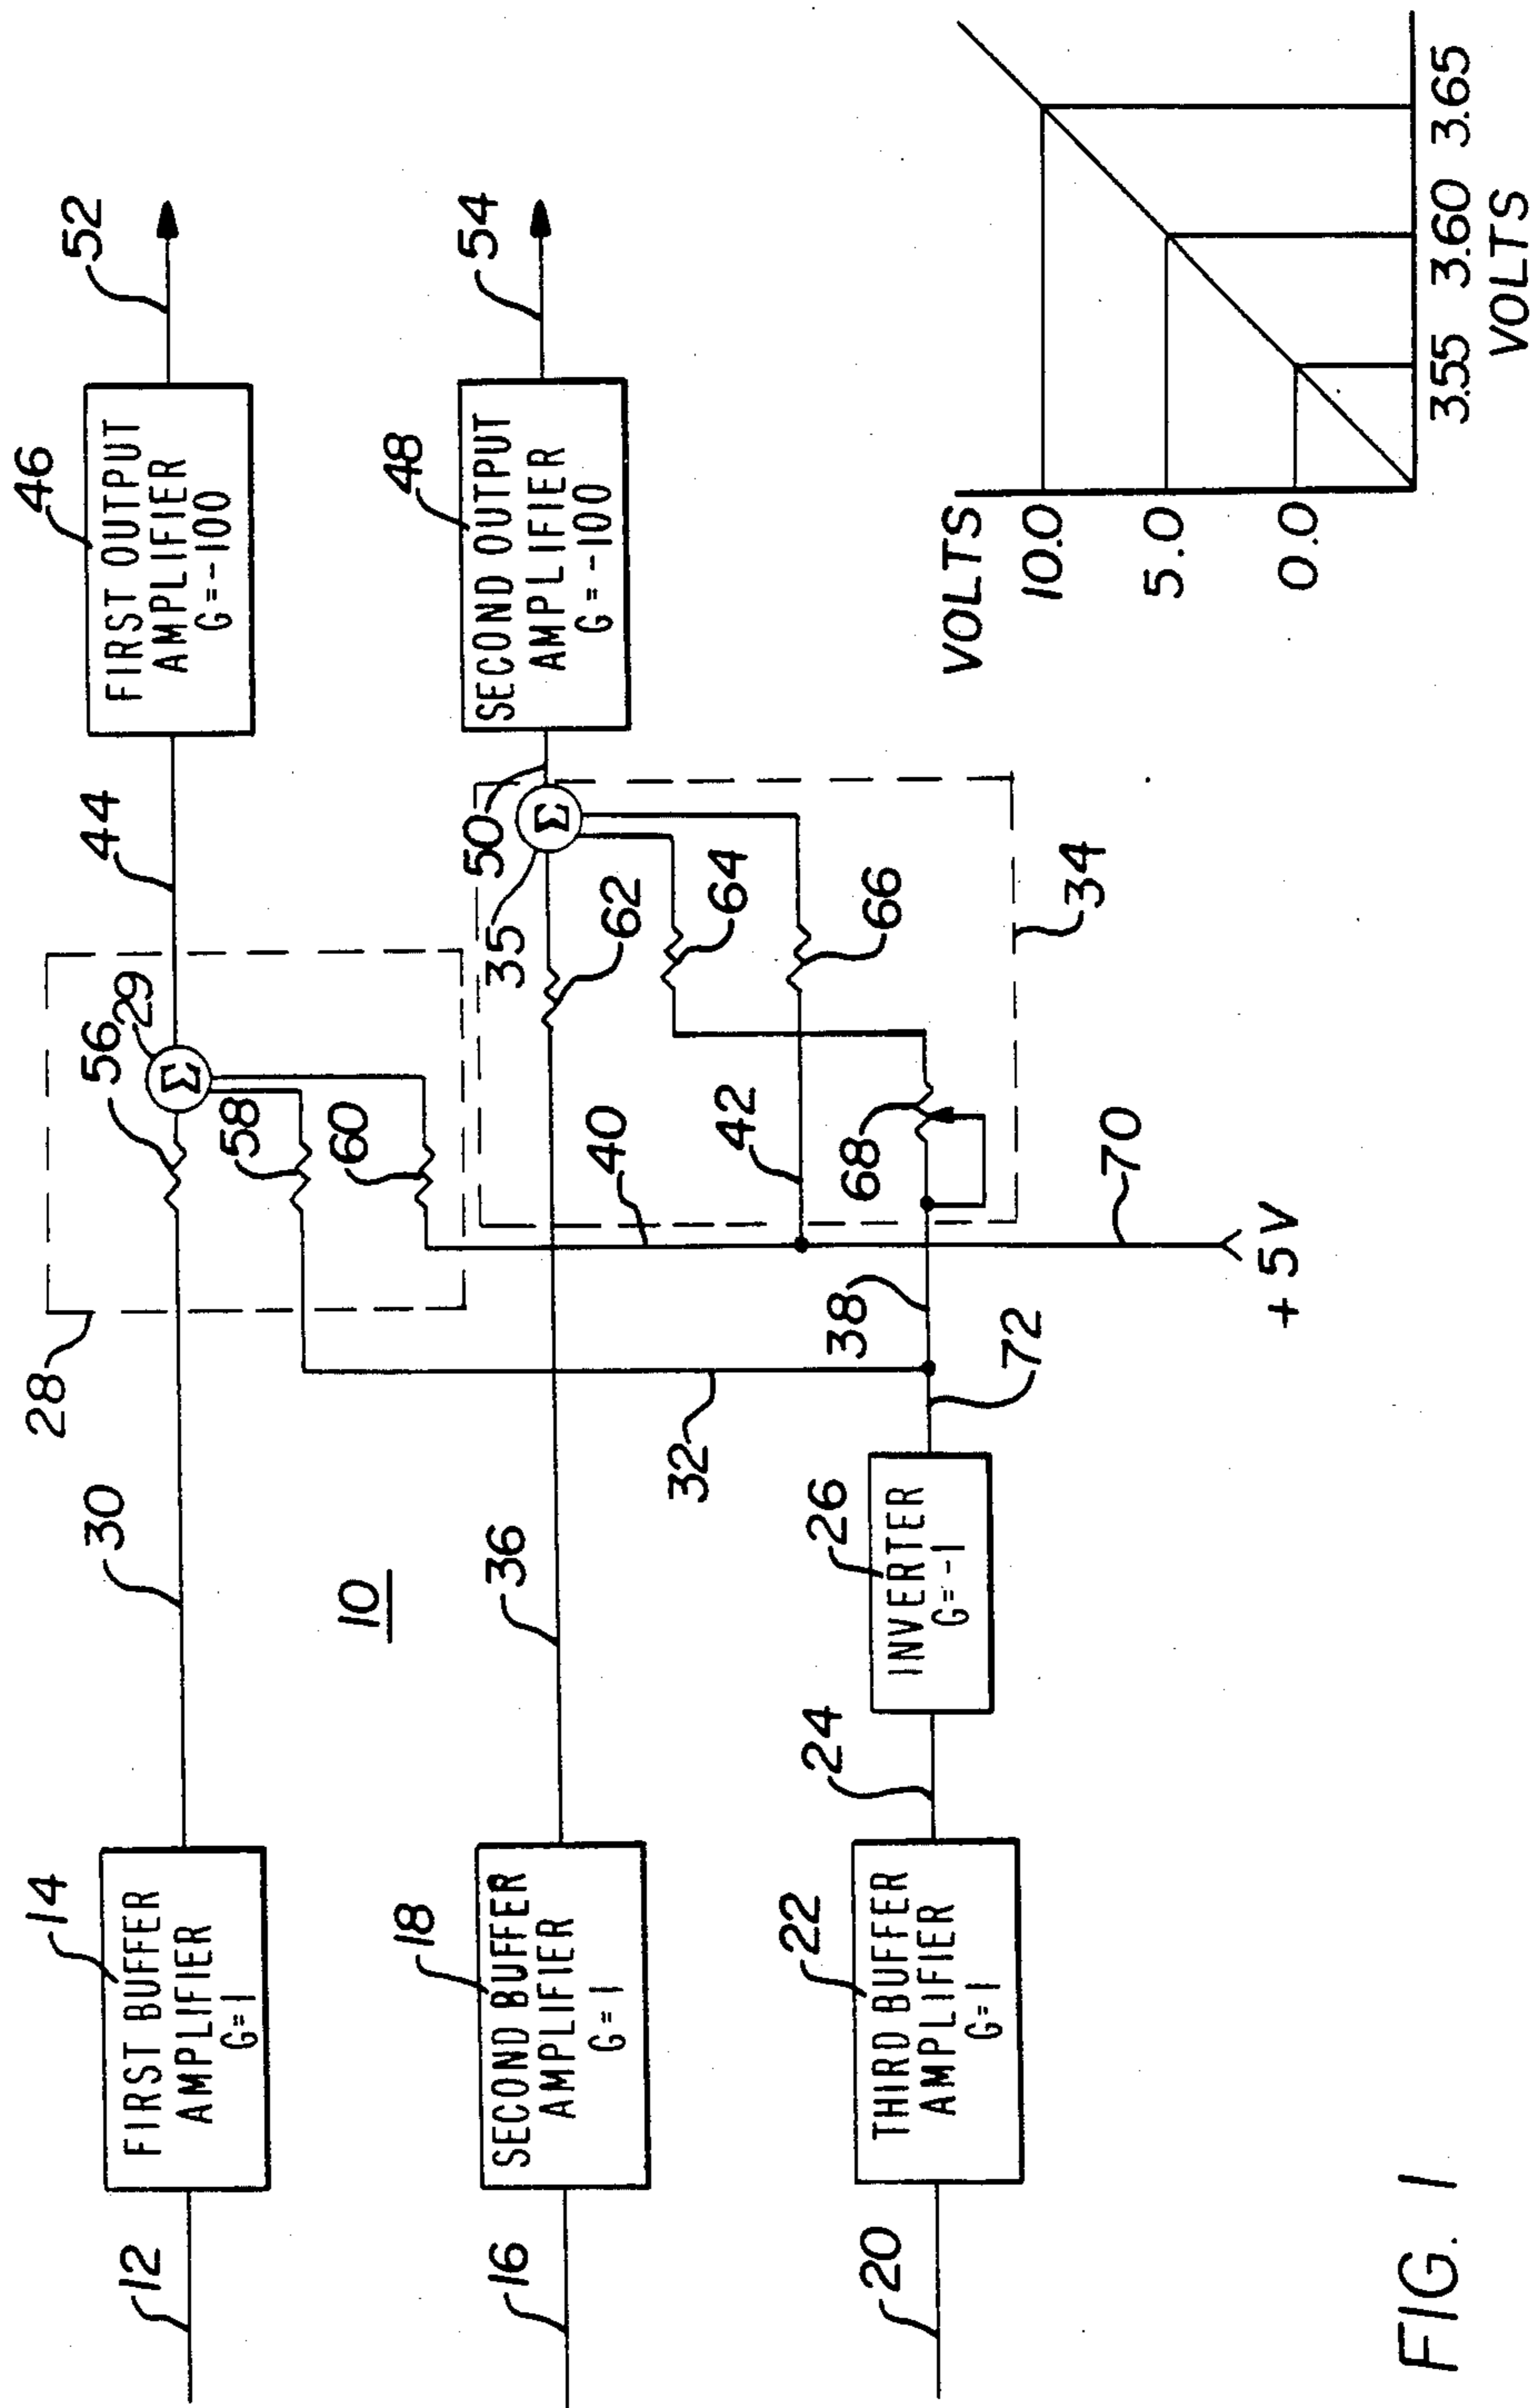 12
14
FIRST BUFFER
AMPLIFIER
G=1
30
28
56
29
58
60
44
46
FIRST OUTPUT
AMPLIFIER
G=-100
52
16
18
SECOND BUFFER
AMPLIFIER
G=1
36
10
32
40
42
35
62
64
66
68
50
Σ
Σ
34
48
SECOND OUTPUT
AMPLIFIER
G=-100
54
20
22
THIRD BUFFER
AMPLIFIER
G=1
24
26
INVERTER
G=-1
72
38
70
+5V
VOLTS
10.0
5.0
0.0
3.55 3.60 3.65
VOLTS
FIG. 1